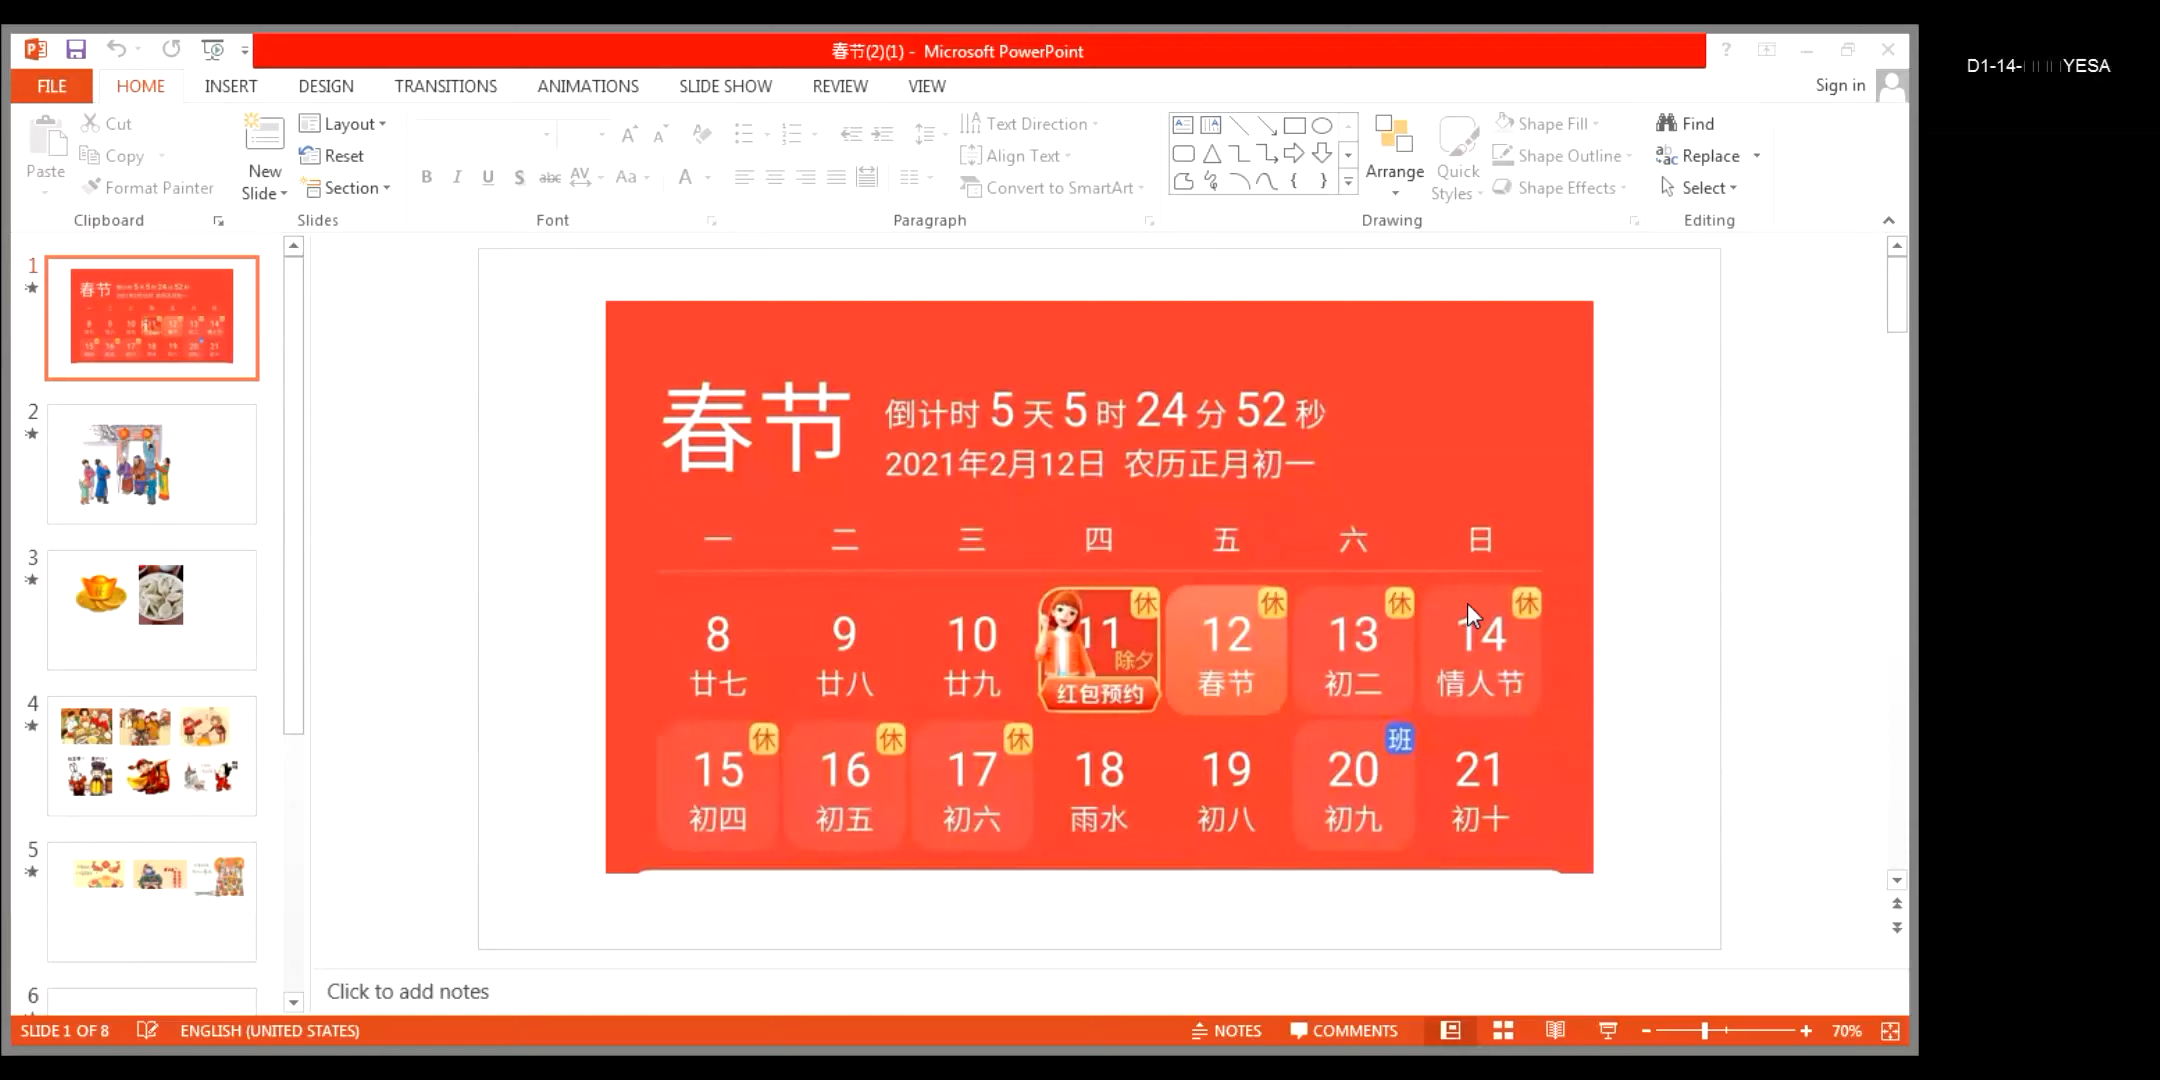 春节(2)(1) - Microsoft PowerPoint
FILE
HOME
INSERT
DESIGN
TRANSITIONS
ANIMATIONS
SLIDE SHOW
REVIEW
VIEW
Sign in
Paste
Cut
Copy
Format Painter
Clipboard
New Slide
Layout
Reset
Section
Slides
Font
Text Direction
Align Text
Convert to SmartArt
Paragraph
Arrange
Quick Styles
Shape Fill
Shape Outline
Shape Effects
Drawing
Find
Replace
Select
Editing
1
2
3
4
5
6
春节
倒计时 5 天 5 时 24 分 52 秒
2021年2月12日 农历正月初一
一 二 三 四 五 六 日
8 9 10 11 休 12 休 13 休 14 休
廿七 廿八 廿九 除夕 春节 初二 情人节
红包预约
15 休 16 休 17 休 18 19 20 班 21
初四 初五 初六 雨水 初八 初九 初十
Click to add notes
SLIDE 1 OF 8
ENGLISH (UNITED STATES)
NOTES
COMMENTS
70%
D1-14-
YESA